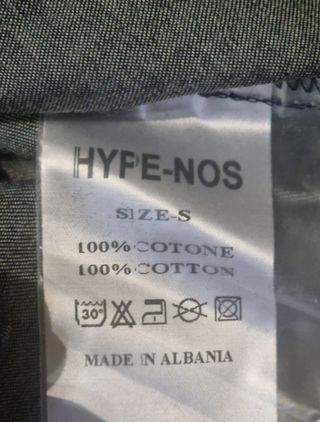 HYPE-NOS
SIZE-S
100% COTONE
100% COTTON
30°
MADE IN ALBANIA